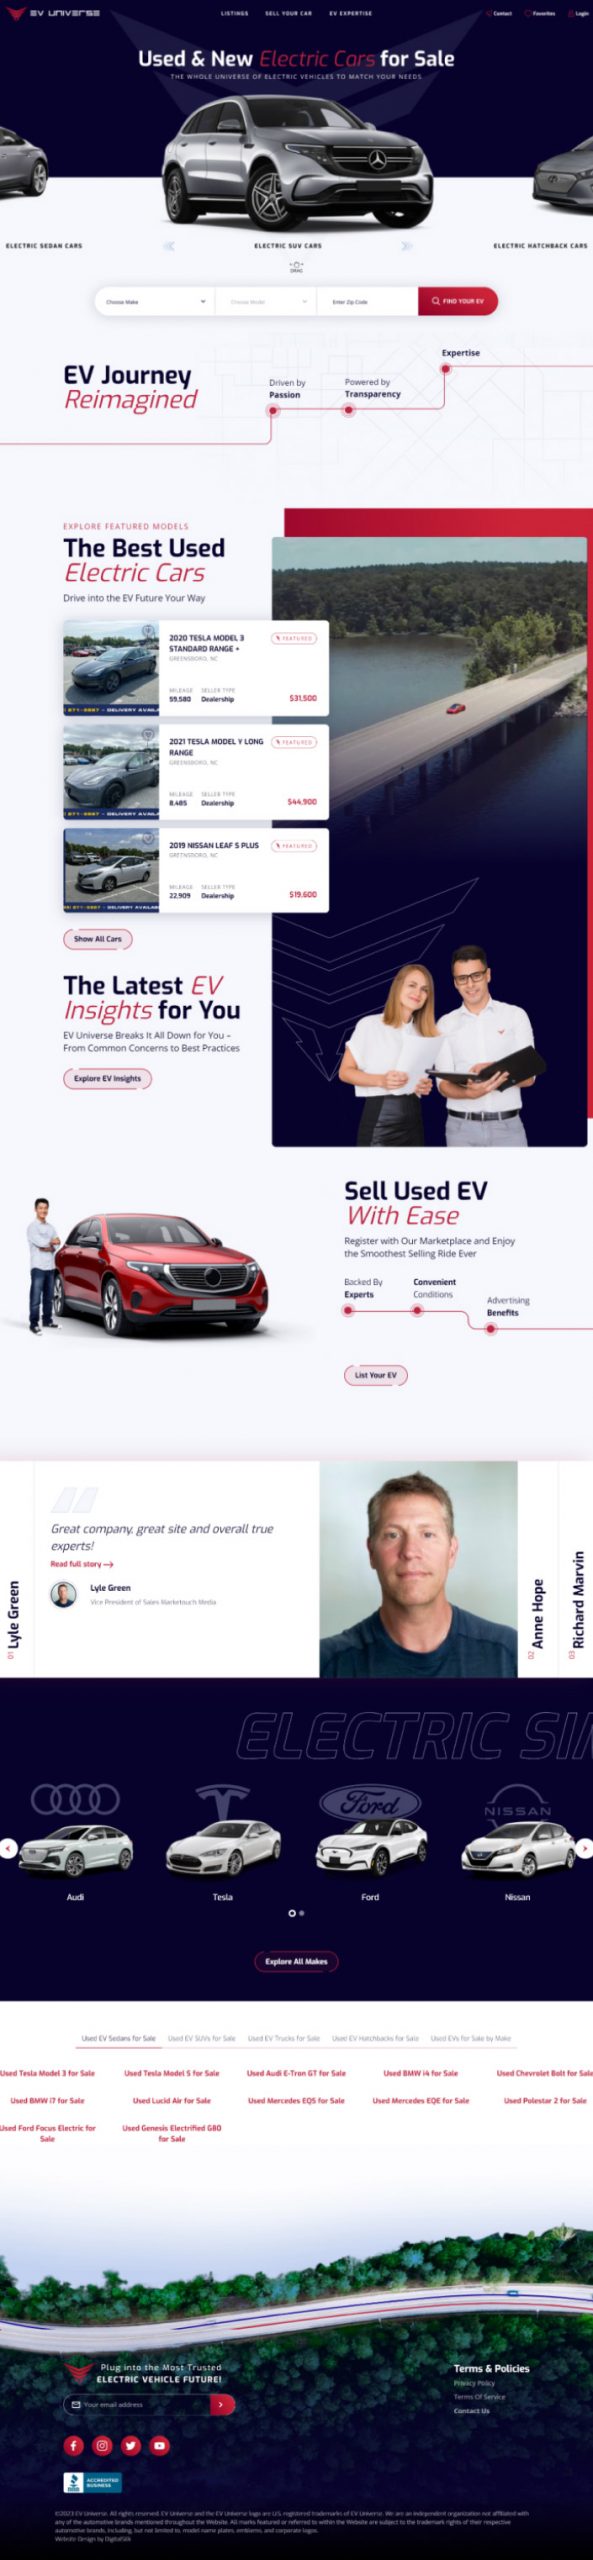 EV UNIVERSE
LISTINGS
SELL YOUR CAR
EV EXPERTISE
Contact
Favorites
Login
Used & New Electric Cars for Sale
THE WHOLE UNIVERSE OF ELECTRIC VEHICLES TO MATCH YOUR NEEDS
ELECTRIC SEDAN CARS
ELECTRIC SUV CARS
ELECTRIC HATCHBACK CARS
DRAG
Choose Make
Choose Model
Enter Zip Code
FIND YOUR EV
EV Journey
Reimagined
Driven by
Passion
Powered by
Transparency
Expertise
EXPLORE FEATURED MODELS
The Best Used
Electric Cars
Drive into the EV Future Your Way
2020 TESLA MODEL 3
STANDARD RANGE +
FEATURED
GREENSBORO, NC
MILEAGE SELLER TYPE
59,580 Dealership
$31,500
2021 TESLA MODEL Y LONG
RANGE
FEATURED
GREENSBORO, NC
MILEAGE SELLER TYPE
8,485 Dealership
$44,900
2019 NISSAN LEAF S PLUS
FEATURED
GREENSBORO, NC
MILEAGE SELLER TYPE
22,909 Dealership
$19,600
Show All Cars
The Latest EV
Insights for You
EV Universe Breaks It All Down for You –
From Common Concerns to Best Practices
Explore EV Insights
Sell Used EV
With Ease
Register with Our Marketplace and Enjoy
the Smoothest Selling Ride Ever
Backed By
Experts
Convenient
Conditions
Advertising
Benefits
List Your EV
01 Lyle Green
Great company, great site and overall true
experts!
Read full story
Lyle Green
Vice President of Sales Marketouch Media
02 Anne Hope
03 Richard Marvin
ELECTRIC SIN
Ford
NISSAN
Audi
Tesla
Ford
Nissan
Explore All Makes
Used EV Sedans for Sale
Used EV SUVs for Sale
Used EV Trucks for Sale
Used EV Hatchbacks for Sale
Used EVs for Sale by Make
Used Tesla Model 3 for Sale
Used Tesla Model S for Sale
Used Audi E-Tron GT for Sale
Used BMW i4 for Sale
Used Chevrolet Bolt for Sale
Used BMW i7 for Sale
Used Lucid Air for Sale
Used Mercedes EQS for Sale
Used Mercedes EQE for Sale
Used Polestar 2 for Sale
Used Ford Focus Electric for
Sale
Used Genesis Electrified G80
for Sale
Plug into the Most Trusted
ELECTRIC VEHICLE FUTURE!
Your email address
Terms & Policies
Privacy Policy
Terms Of Service
Contact Us
BBB
ACCREDITED
BUSINESS
©2023 EV Universe. All rights reserved. EV Universe and the EV Universe logo are U.S. registered trademarks of EV Universe. We are an independent organization not affiliated with
any of the automotive brands mentioned throughout the Website. All marks featured or referred to within the Website are subject to the trademark rights of their respective
automotive brands, including, but not limited to, model name plates, emblems, and corporate logos.
Website Design by DigitalSilk